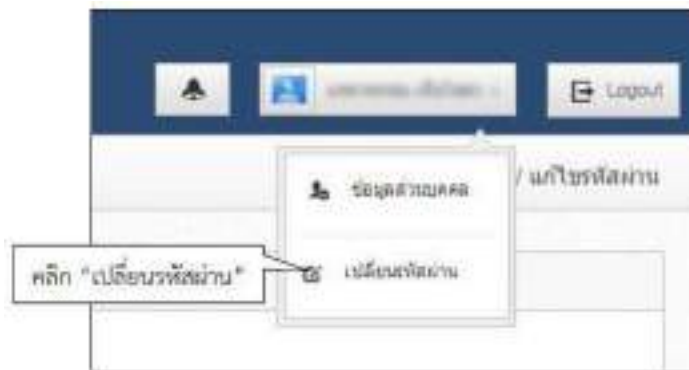 Logout
ข้อมูลส่วนบุคคล
/ แก้ไขรหัสผ่าน
เปลี่ยนรหัสผ่าน
คลิก "เปลี่ยนรหัสผ่าน"